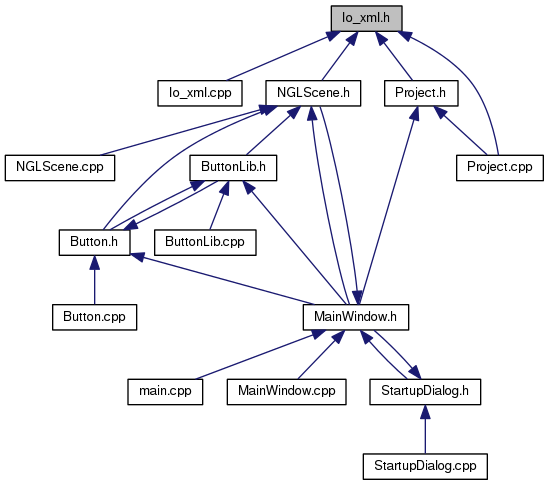 Io_xml.h
Io_xml.cpp
NGLScene.h
Project.h
NGLScene.cpp
ButtonLib.h
Project.cpp
Button.h
ButtonLib.cpp
Button.cpp
MainWindow.h
main.cpp
MainWindow.cpp
StartupDialog.h
StartupDialog.cpp